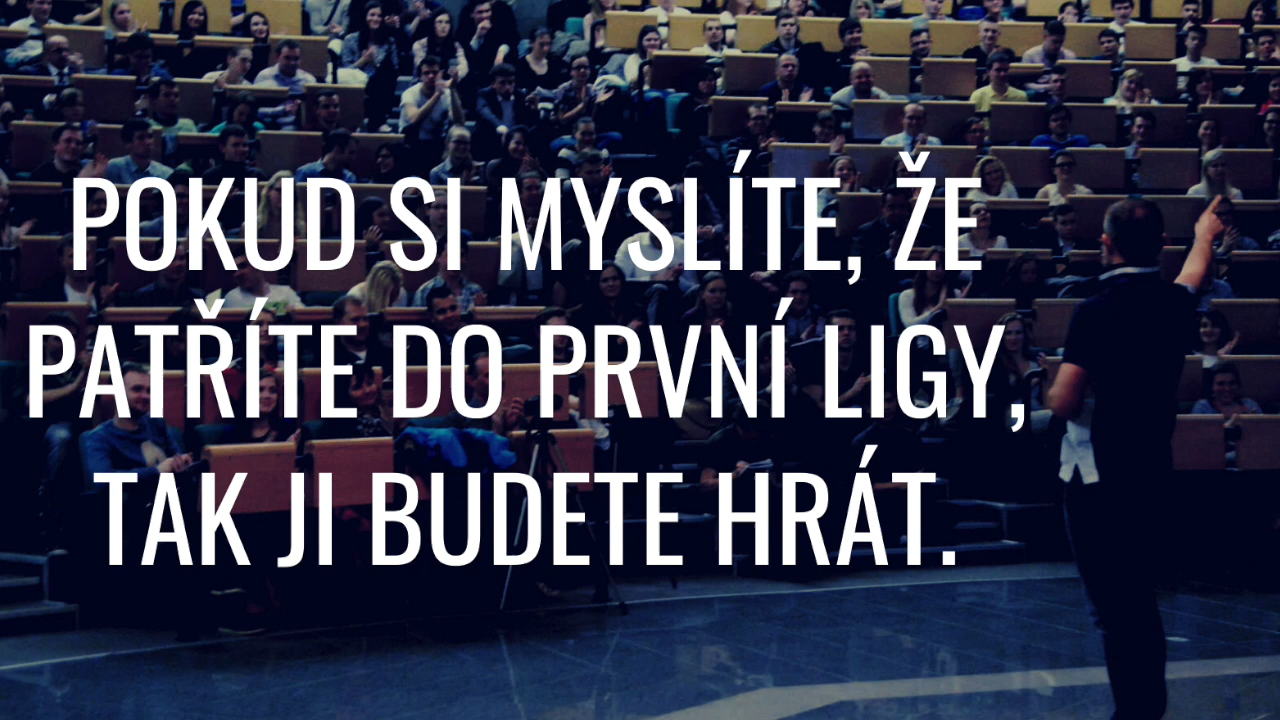 POKUD SI MYSLÍTE, ŽE
PATŘÍTE DO PRVNÍ LIGY,
TAK JI BUDETE HRÁT.